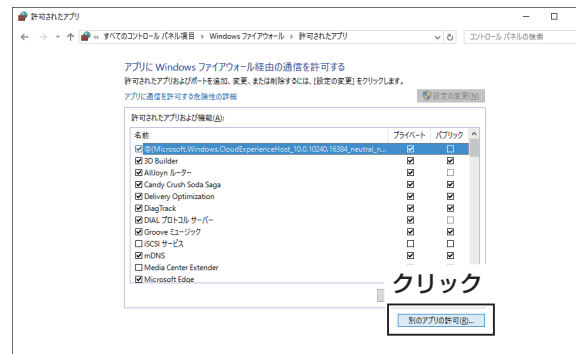 許可されたアプリ
« すべてのコントロール パネル項目 › Windows ファイアウォール › 許可されたアプリ
コントロール パネルの検索
アプリに Windows ファイアウォール経由の通信を許可する
許可されたアプリおよびポートを追加、変更、または削除するには、[設定の変更] をクリックします。
アプリに通信を許可する危険性の詳細
設定の変更(N)
許可されたアプリおよび機能(A):
名前 プライベート パブリック
@{Microsoft.Windows.CloudExperienceHost_10.0.10240.16384_neutral_n...
3D Builder
AllJoyn ルーター
Candy Crush Soda Saga
Delivery Optimization
DiagTrack
DIAL プロトコル サーバー
Groove ミュージック
iSCSI サービス
mDNS
Media Center Extender
Microsoft Edge
クリック
別のアプリの許可(R)...